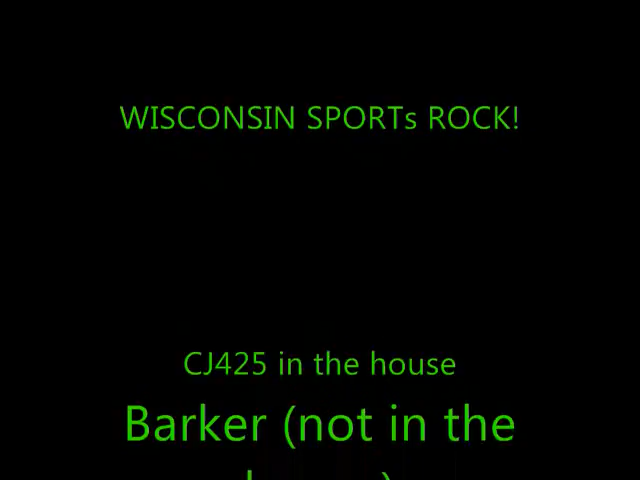 WISCONSIN SPORTs ROCK!
CJ425 in the house
Barker (not in the